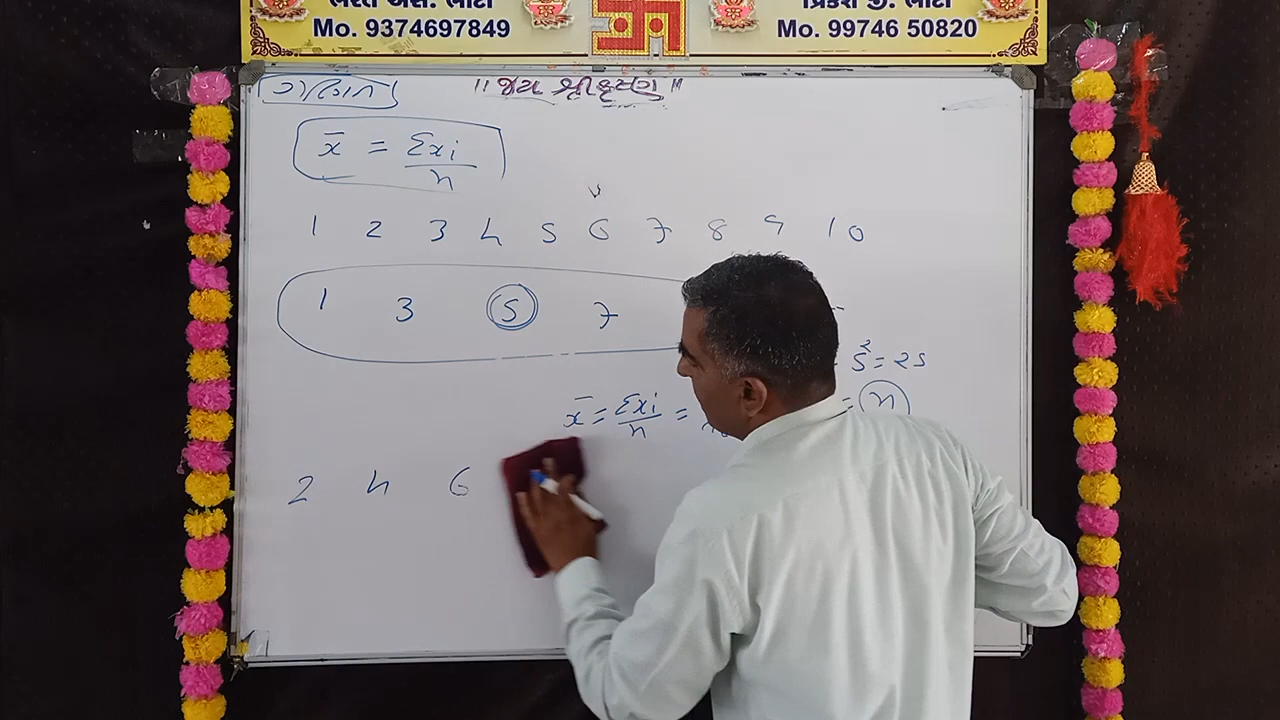 Mo. 9374697849
Mo. 99746 50820
ગણિત
॥ જય શ્રી કૃષ્ણ ॥
x̄ = Σxi / n
1 2 3 4 5 6 7 8 9 10
1 3 5 7
5² = 25
x̄ = Σxi / n = = n
2 4 6